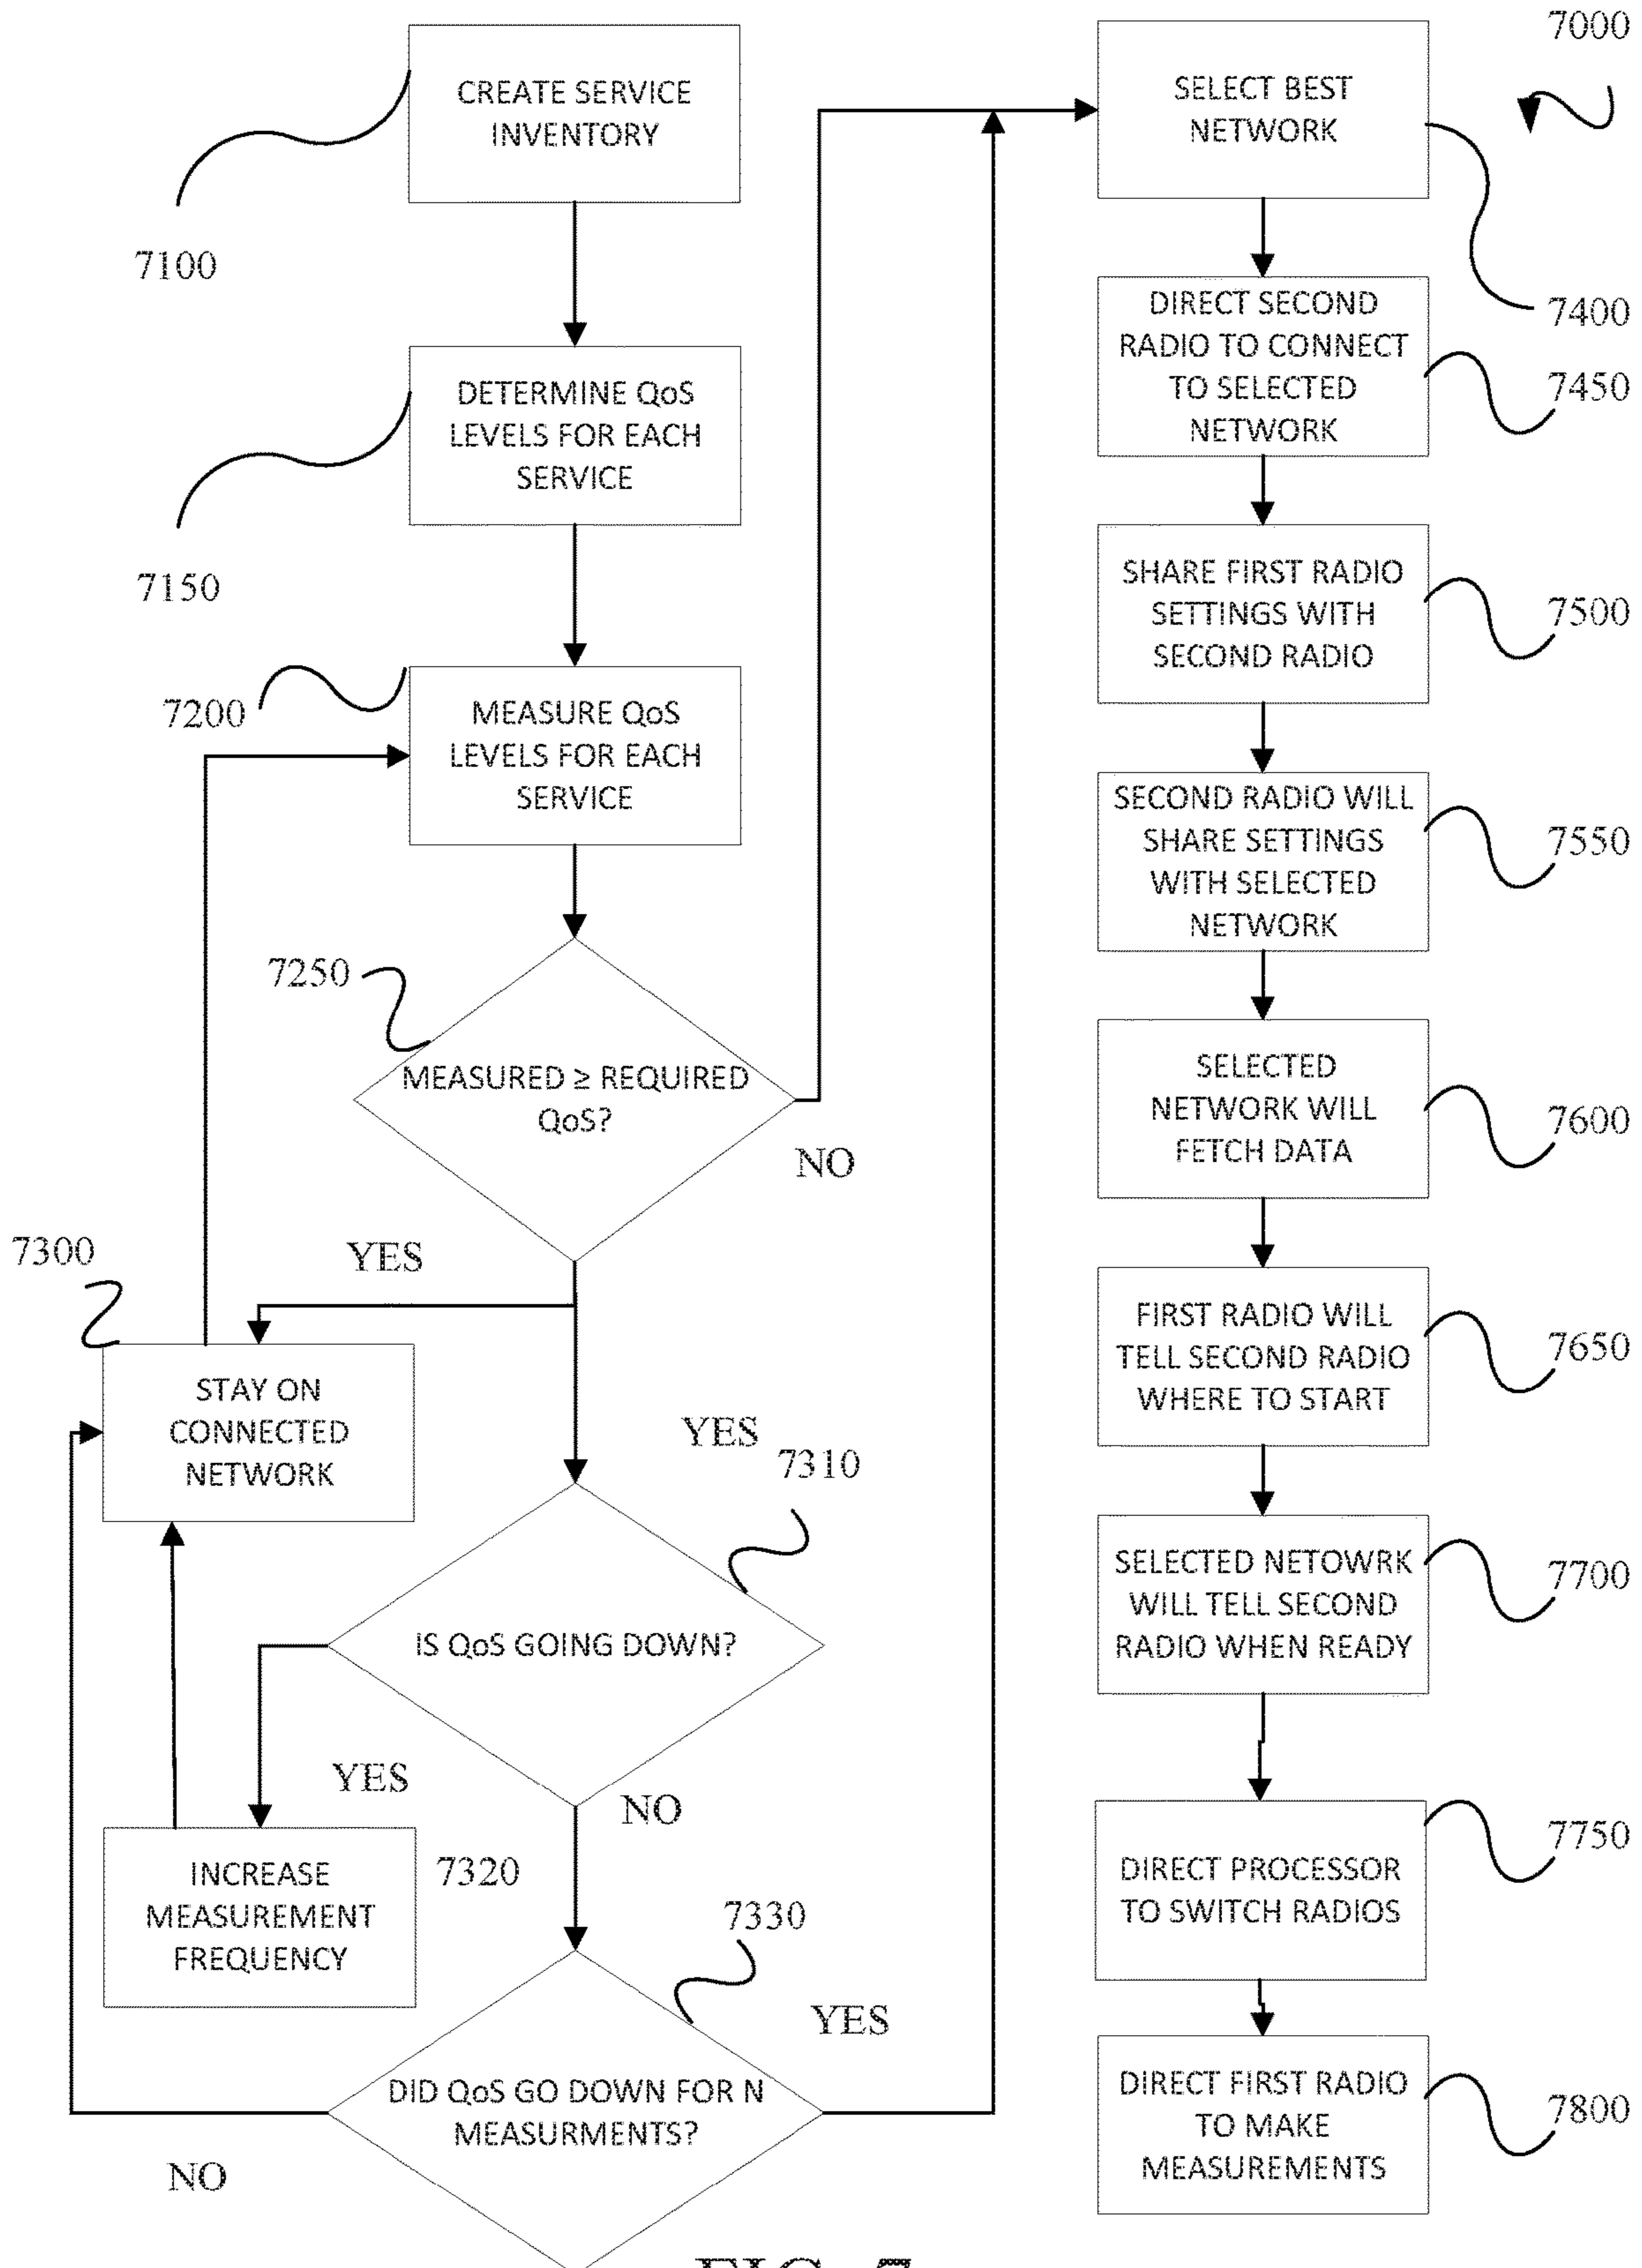 CREATE SERVICE
INVENTORY
7100
DETERMINE QoS
LEVELS FOR EACH
SERVICE
7150
7200
MEASURE QoS
LEVELS FOR EACH
SERVICE
7250
MEASURED ≥ REQUIRED
QoS?
NO
YES
7300
STAY ON
CONNECTED
NETWORK
YES
7310
IS QoS GOING DOWN?
YES
NO
INCREASE
MEASUREMENT
FREQUENCY
7320
7330
DID QoS GO DOWN FOR N
MEASURMENTS?
YES
NO
7000
SELECT BEST
NETWORK
7400
DIRECT SECOND
RADIO TO CONNECT
TO SELECTED
NETWORK
7450
SHARE FIRST RADIO
SETTINGS WITH
SECOND RADIO
7500
SECOND RADIO WILL
SHARE SETTINGS
WITH SELECTED
NETWORK
7550
SELECTED
NETWORK WILL
FETCH DATA
7600
FIRST RADIO WILL
TELL SECOND RADIO
WHERE TO START
7650
SELECTED NETOWRK
WILL TELL SECOND
RADIO WHEN READY
7700
DIRECT PROCESSOR
TO SWITCH RADIOS
7750
DIRECT FIRST RADIO
TO MAKE
MEASUREMENTS
7800